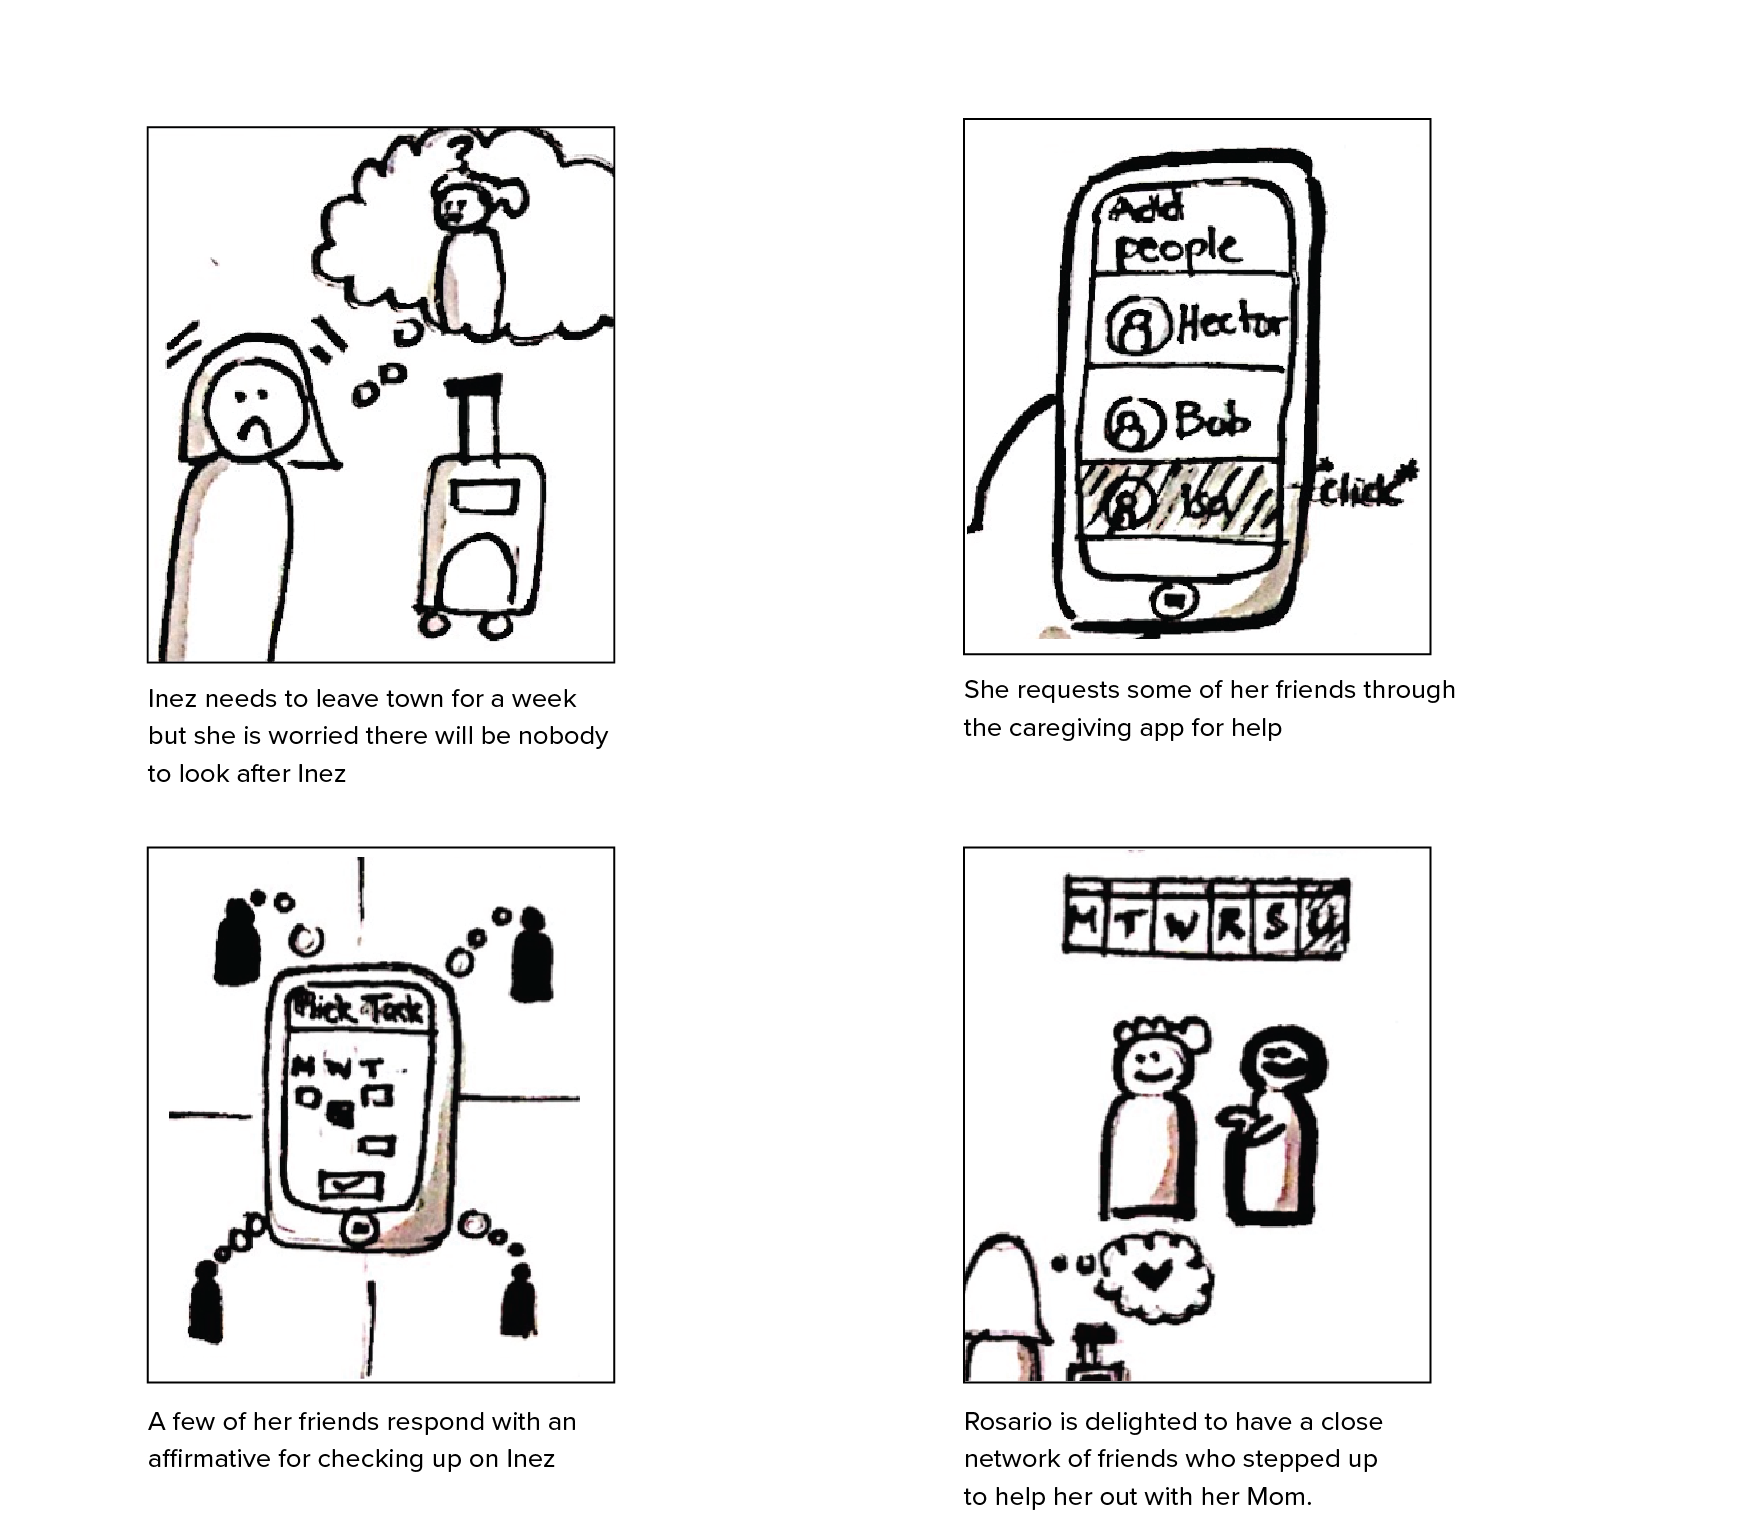 ?
Add
people
Hector
Bob
isa
*click*
Inez needs to leave town for a week
but she is worried there will be nobody
to look after Inez
She requests some of her friends through
the caregiving app for help
Pick a Task
M W T
A few of her friends respond with an
affirmative for checking up on Inez
M T W R S U
Rosario is delighted to have a close
network of friends who stepped up
to help her out with her Mom.